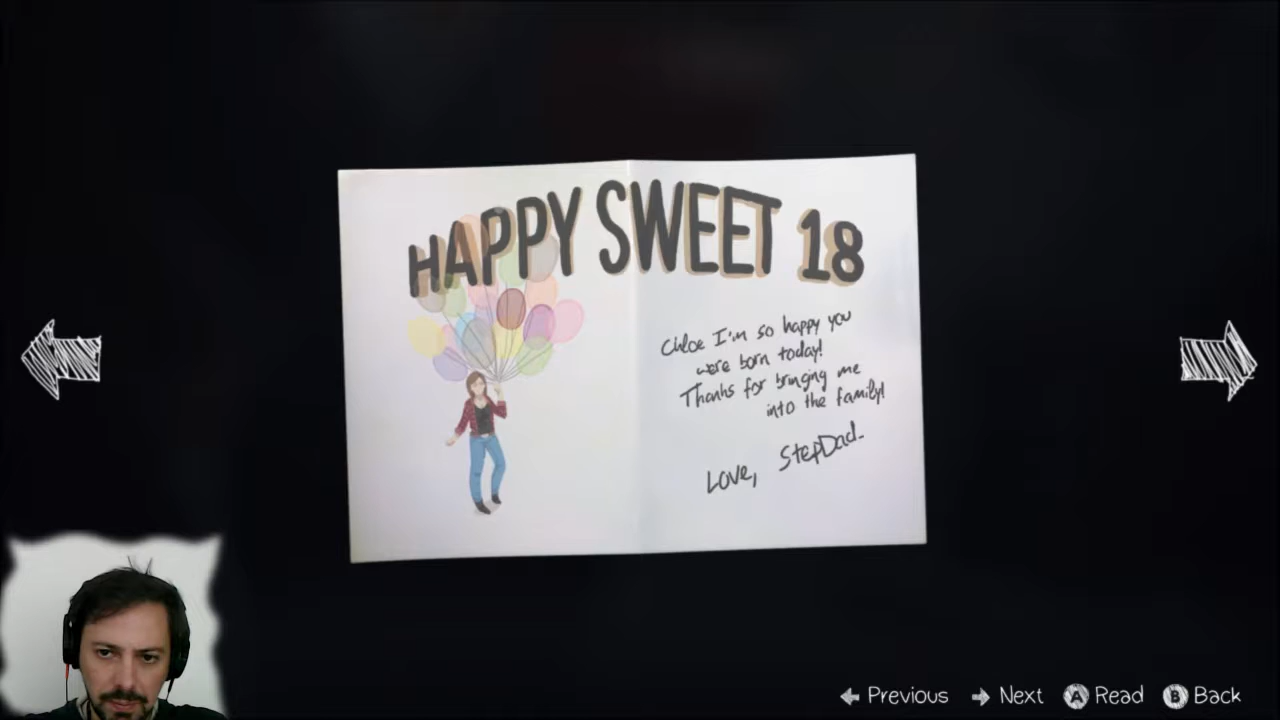 HAPPY SWEET 18
Chloe I'm so happy you
were born today!
Thanks for bringing me
into the family!
Love, StepDad
Previous Next A Read B Back